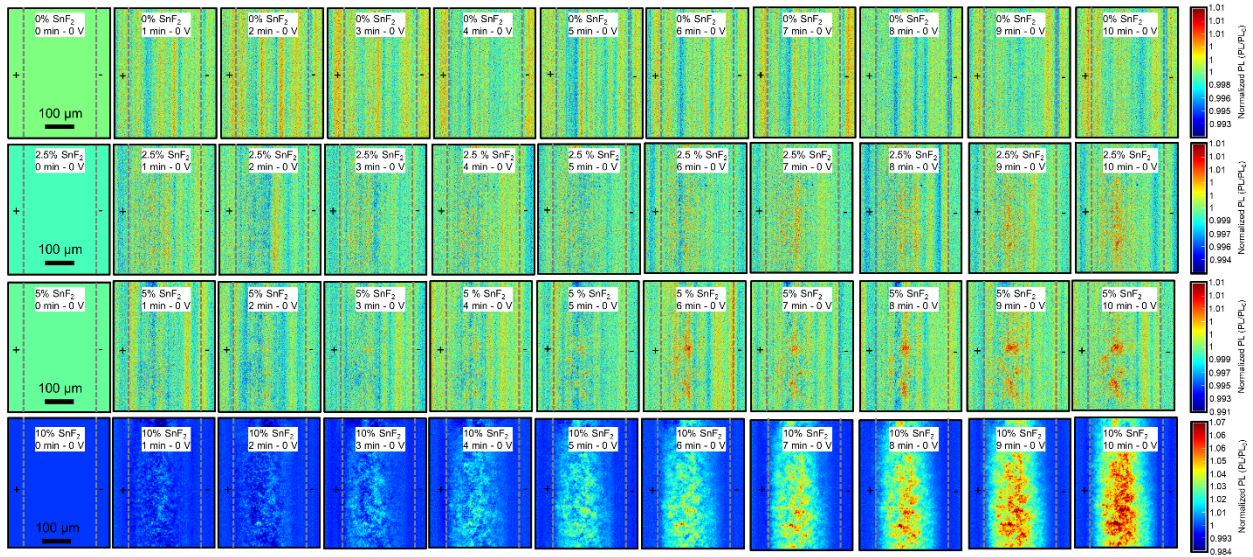 0% SnF2
0 min - 0 V
+
-
100 µm
0% SnF2
1 min - 0 V
+
-
0% SnF2
2 min - 0 V
+
-
0% SnF2
3 min - 0 V
+
-
0% SnF2
4 min - 0 V
+
-
0% SnF2
5 min - 0 V
+
-
0% SnF2
6 min - 0 V
+
-
0% SnF2
7 min - 0 V
+
-
0% SnF2
8 min - 0 V
+
-
0% SnF2
9 min - 0 V
+
-
0% SnF2
10 min - 0 V
+
-
1.01
1.01
1
1
1
0.998
0.995
0.993
Normalized PL (PL/PLt=0)
2.5% SnF2
0 min - 0 V
+
-
100 µm
2.5% SnF2
1 min - 0 V
+
-
2.5% SnF2
2 min - 0 V
+
-
2.5% SnF2
3 min - 0 V
+
-
2.5 % SnF2
4 min - 0 V
+
-
2.5 % SnF2
5 min - 0 V
+
-
2.5 % SnF2
6 min - 0 V
+
-
2.5% SnF2
7 min - 0 V
+
-
2.5% SnF2
8 min - 0 V
+
-
2.5% SnF2
9 min - 0 V
+
-
2.5% SnF2
10 min - 0 V
+
-
1.01
1.01
1
1
0.999
0.996
0.994
0.993
Normalized PL (PL/PLt=0)
5% SnF2
0 min - 0 V
+
-
100 µm
5% SnF2
1 min - 0 V
+
-
5% SnF2
2 min - 0 V
+
-
5% SnF2
3 min - 0 V
+
-
5 % SnF2
4 min - 0 V
+
-
5 % SnF2
5 min - 0 V
+
-
5 % SnF2
6 min - 0 V
+
-
5% SnF2
7 min - 0 V
+
-
5% SnF2
8 min - 0 V
+
-
5% SnF2
9 min - 0 V
+
-
5% SnF2
10 min - 0 V
+
-
1.01
1.01
1
1
0.999
0.996
0.993
0.991
Normalized PL (PL/PLt=0)
10% SnF2
0 min - 0 V
+
-
100 µm
10% SnF2
1 min - 0 V
+
-
10% SnF2
2 min - 0 V
+
-
10% SnF2
3 min - 0 V
+
-
10% SnF2
4 min - 0 V
+
-
10% SnF2
5 min - 0 V
+
-
10% SnF2
6 min - 0 V
+
-
10% SnF2
7 min - 0 V
+
-
10% SnF2
8 min - 0 V
+
-
10% SnF2
9 min - 0 V
+
-
10% SnF2
10 min - 0 V
+
-
1.07
1.06
1.05
1.04
1.02
1.01
1
0.984
Normalized PL (PL/PLt=0)